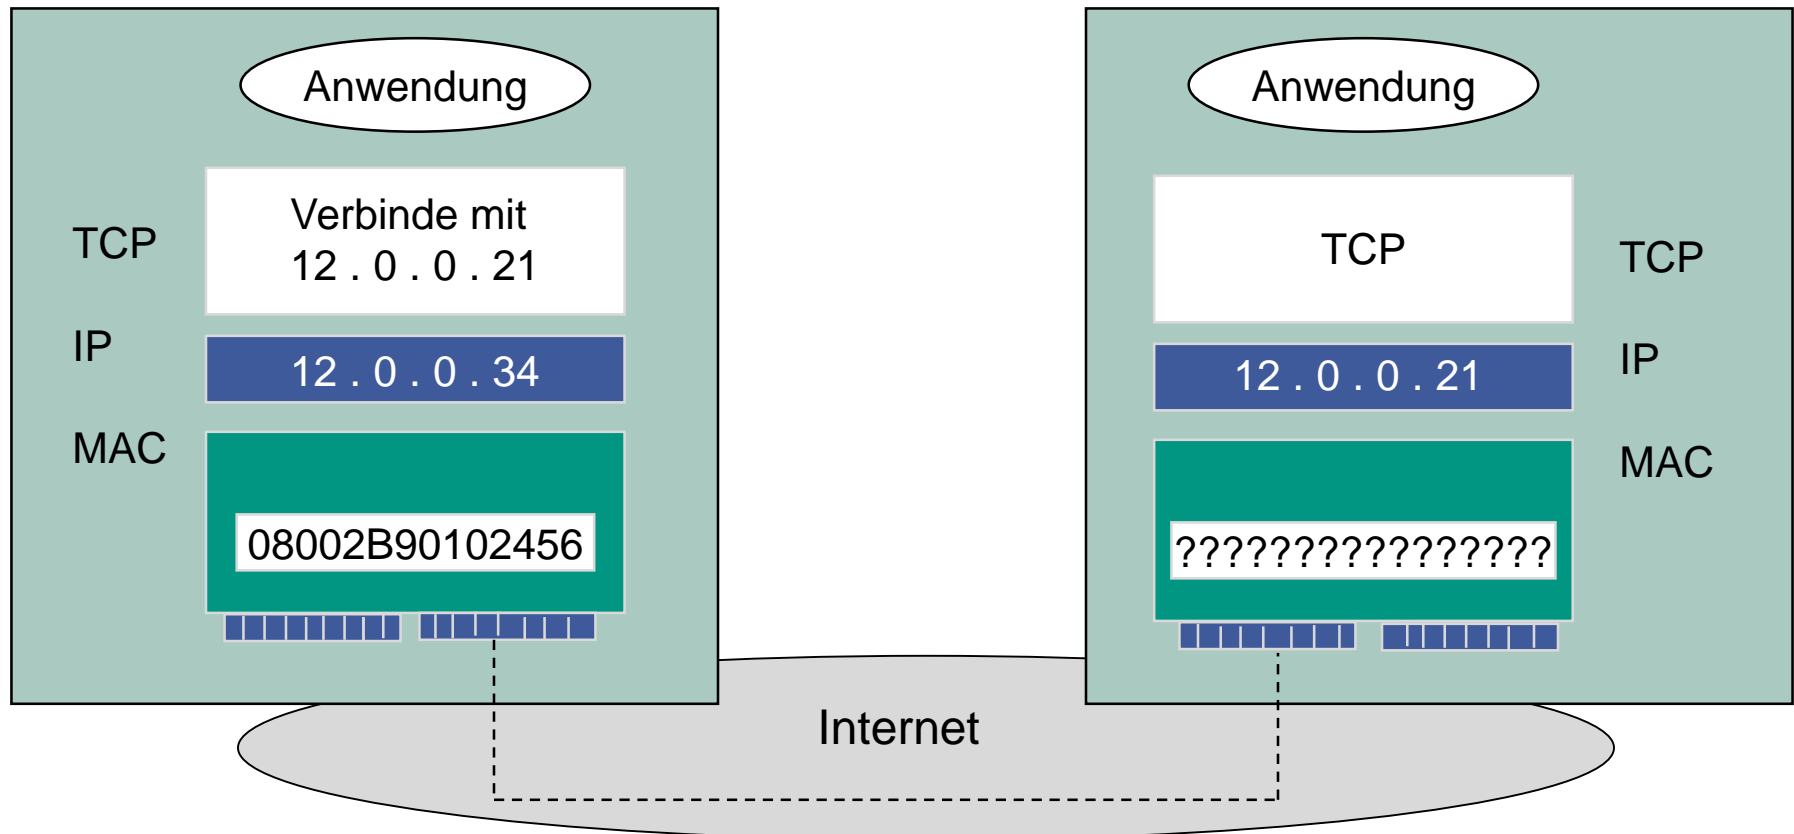 Anwendung
TCP
Verbinde mit
12 . 0 . 0 . 21
IP
12 . 0 . 0 . 34
MAC
08002B90102456
Anwendung
TCP
TCP
12 . 0 . 0 . 21
IP
MAC
????????????????
Internet